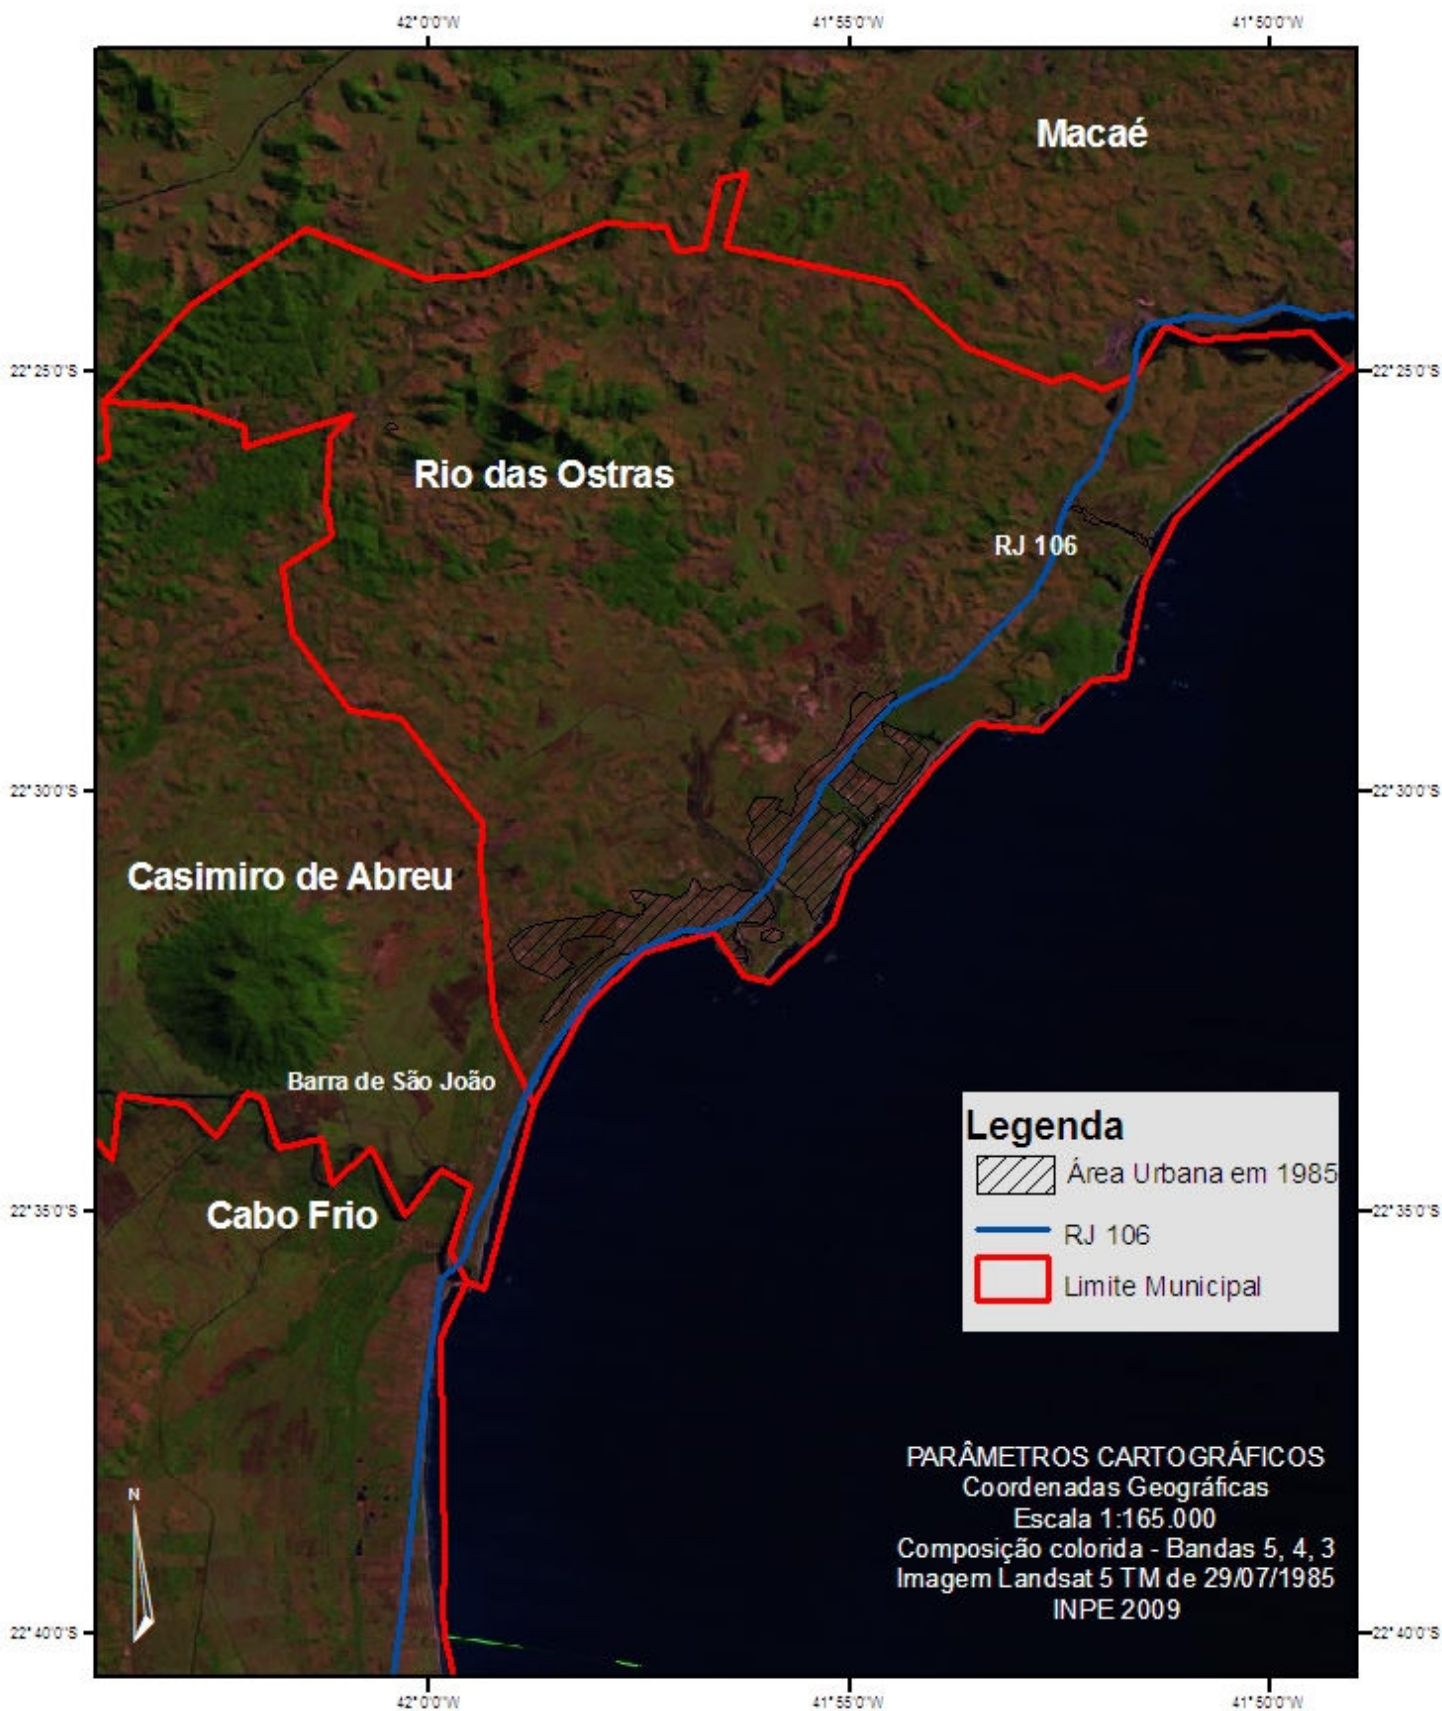 42°0'0"W 41°55'0"W 41°50'0"W
Macaé
22°25'0"S 22°25'0"S
Rio das Ostras
RJ 106
22°30'0"S 22°30'0"S
Casimiro de Abreu
Barra de São João
Legenda
Área Urbana em 1985
RJ 106
Limite Municipal
Cabo Frio
22°35'0"S 22°35'0"S
PARÂMETROS CARTOGRÁFICOS
Coordenadas Geográficas
Escala 1:165.000
Composição colorida - Bandas 5, 4, 3
Imagem Landsat 5 TM de 29/07/1985
INPE 2009
N
22°40'0"S 22°40'0"S
42°0'0"W 41°55'0"W 41°50'0"W